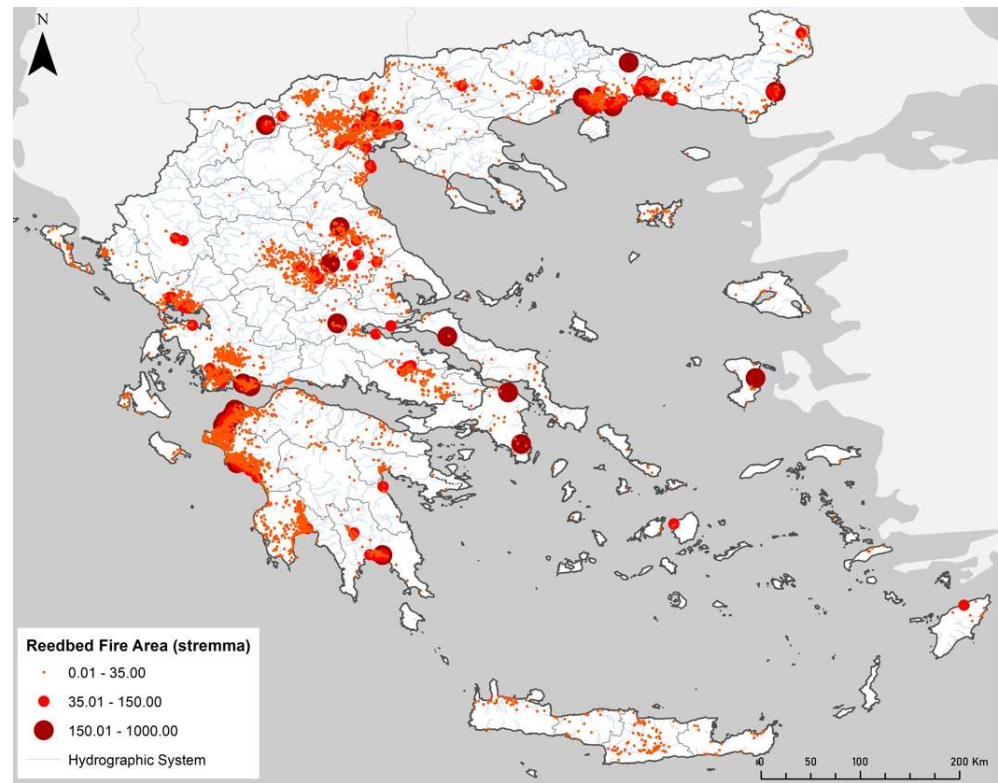 N
Reedbed Fire Area (stremma)
0.01 - 35.00
35.01 - 150.00
150.01 - 1000.00
Hydrographic System
0 50 100 200 Km